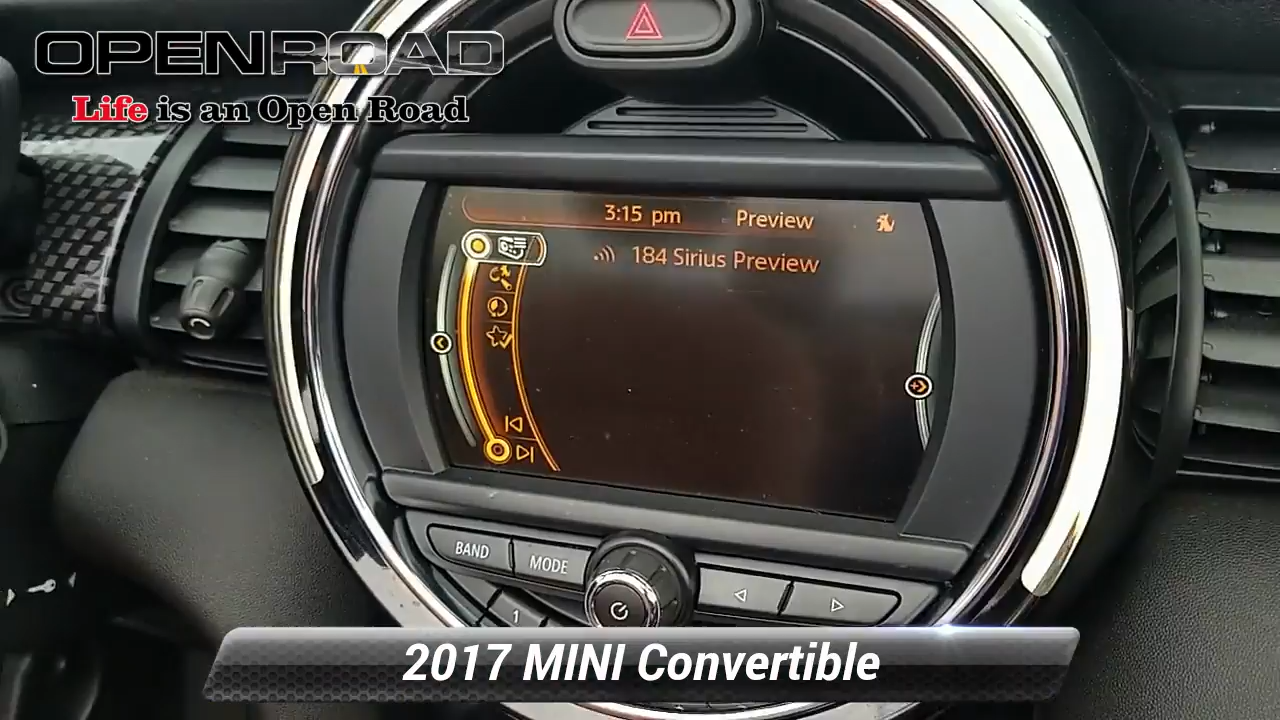 OPENROAD
Life is an Open Road
3:15 pm Preview
184 Sirius Preview
BAND
MODE
1
2017 MINI Convertible